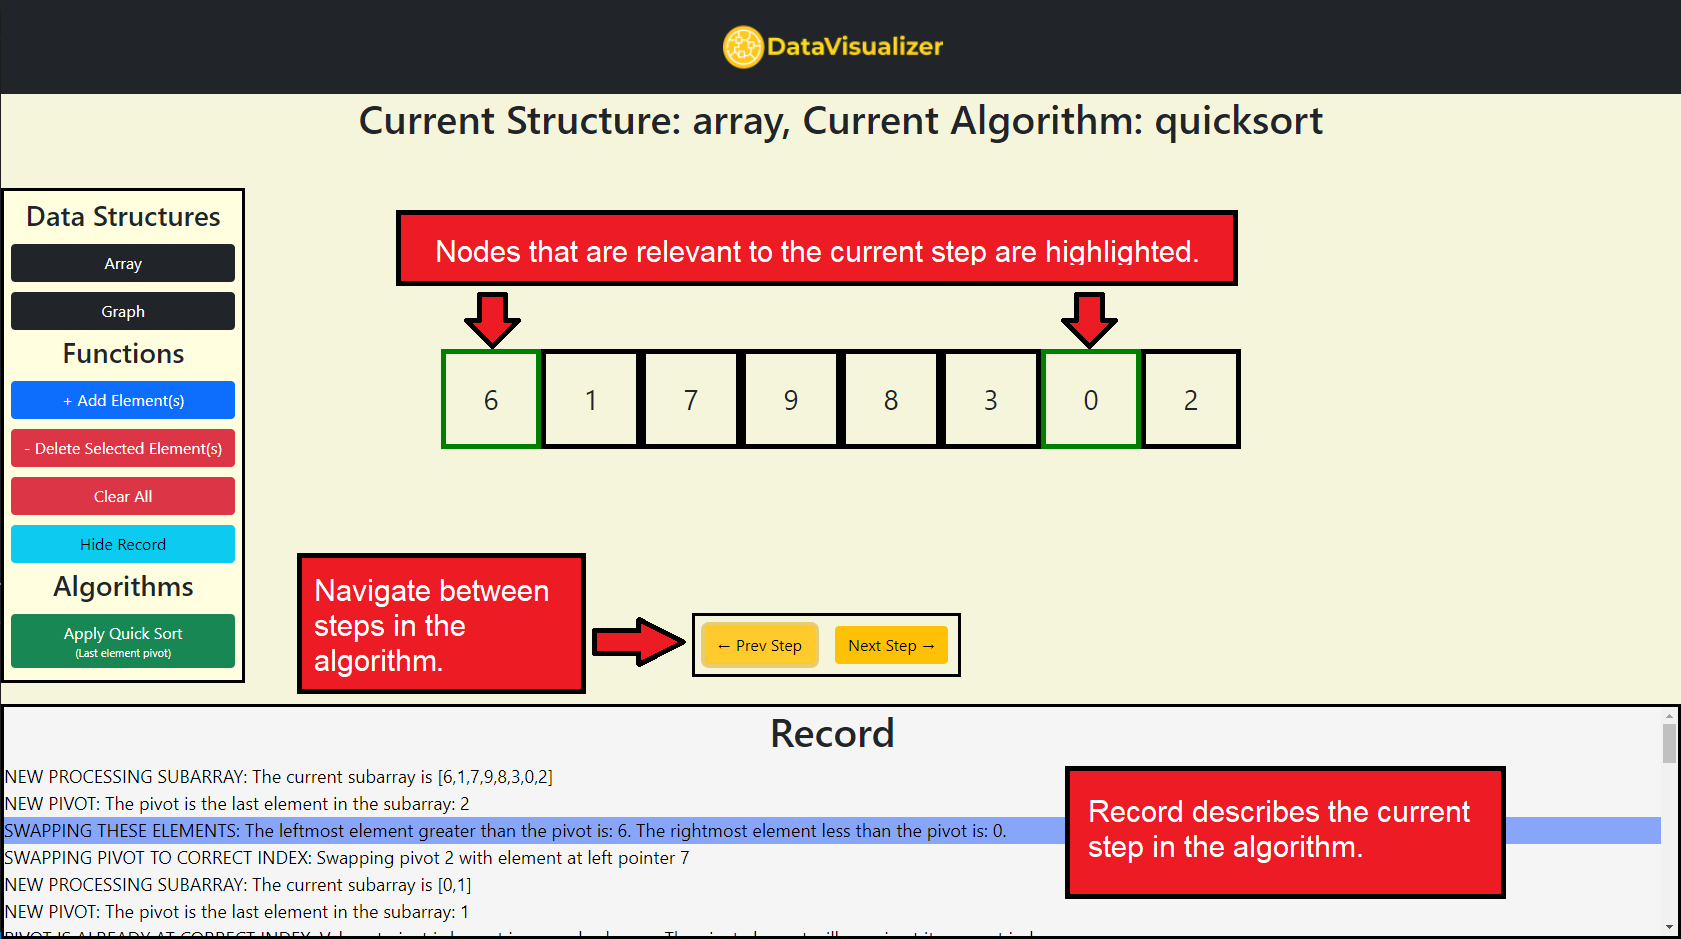 DataVisualizer
Current Structure: array, Current Algorithm: quicksort
Data Structures
Array
Graph
Functions
+ Add Element(s)
- Delete Selected Element(s)
Clear All
Hide Record
Algorithms
Apply Quick Sort
(Last element pivot)
Nodes that are relevant to the current step are highlighted.
6 1 7 9 8 3 0 2
Navigate between
steps in the
algorithm.
← Prev Step
Next Step →
Record
NEW PROCESSING SUBARRAY: The current subarray is [6,1,7,9,8,3,0,2]
NEW PIVOT: The pivot is the last element in the subarray: 2
SWAPPING THESE ELEMENTS: The leftmost element greater than the pivot is: 6. The rightmost element less than the pivot is: 0.
SWAPPING PIVOT TO CORRECT INDEX: Swapping pivot 2 with element at left pointer 7
NEW PROCESSING SUBARRAY: The current subarray is [0,1]
NEW PIVOT: The pivot is the last element in the subarray: 1
PIVOT IS ALREADY AT CORRECT INDEX:
Record describes the current
step in the algorithm.